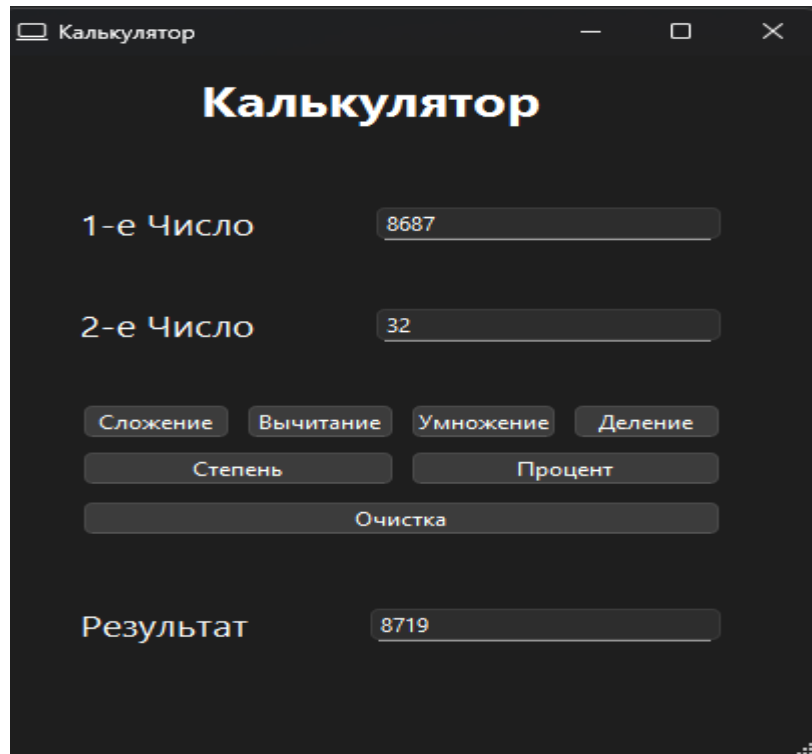 Калькулятор
Калькулятор
1-е Число 8687
2-е Число 32
Сложение Вычитание Умножение Деление
Степень Процент
Очистка
Результат 8719